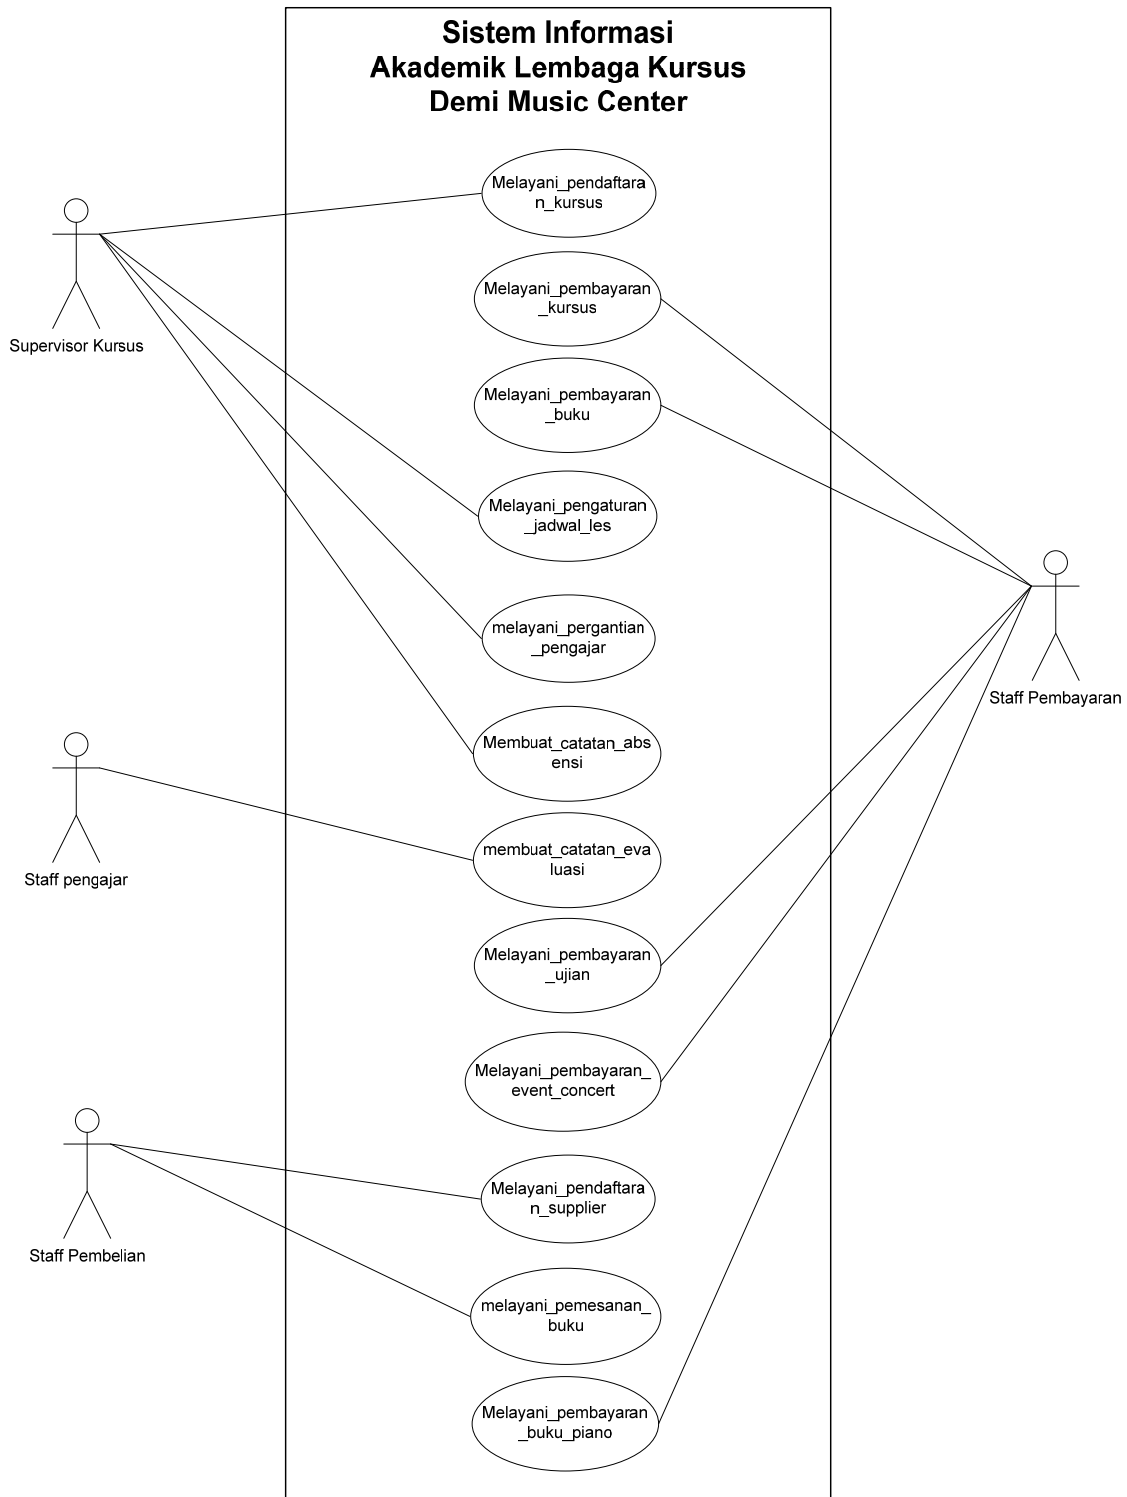 Sistem Informasi
Akademik Lembaga Kursus
Demi Music Center
Melayani_pendaftara
n_kursus
Melayani_pembayaran
_kursus
Supervisor Kursus
Melayani_pembayaran
_buku
Melayani_pengaturan
_jadwal_les
melayani_pergantian
_pengajar
Staff Pembayaran
Membuat_catatan_abs
ensi
membuat_catatan_eva
luasi
Staff pengajar
Melayani_pembayaran
_ujian
Melayani_pembayaran_
event_concert
Melayani_pendaftara
n_supplier
Staff Pembelian
melayani_pemesanan_
buku
Melayani_pembayaran
_buku_piano